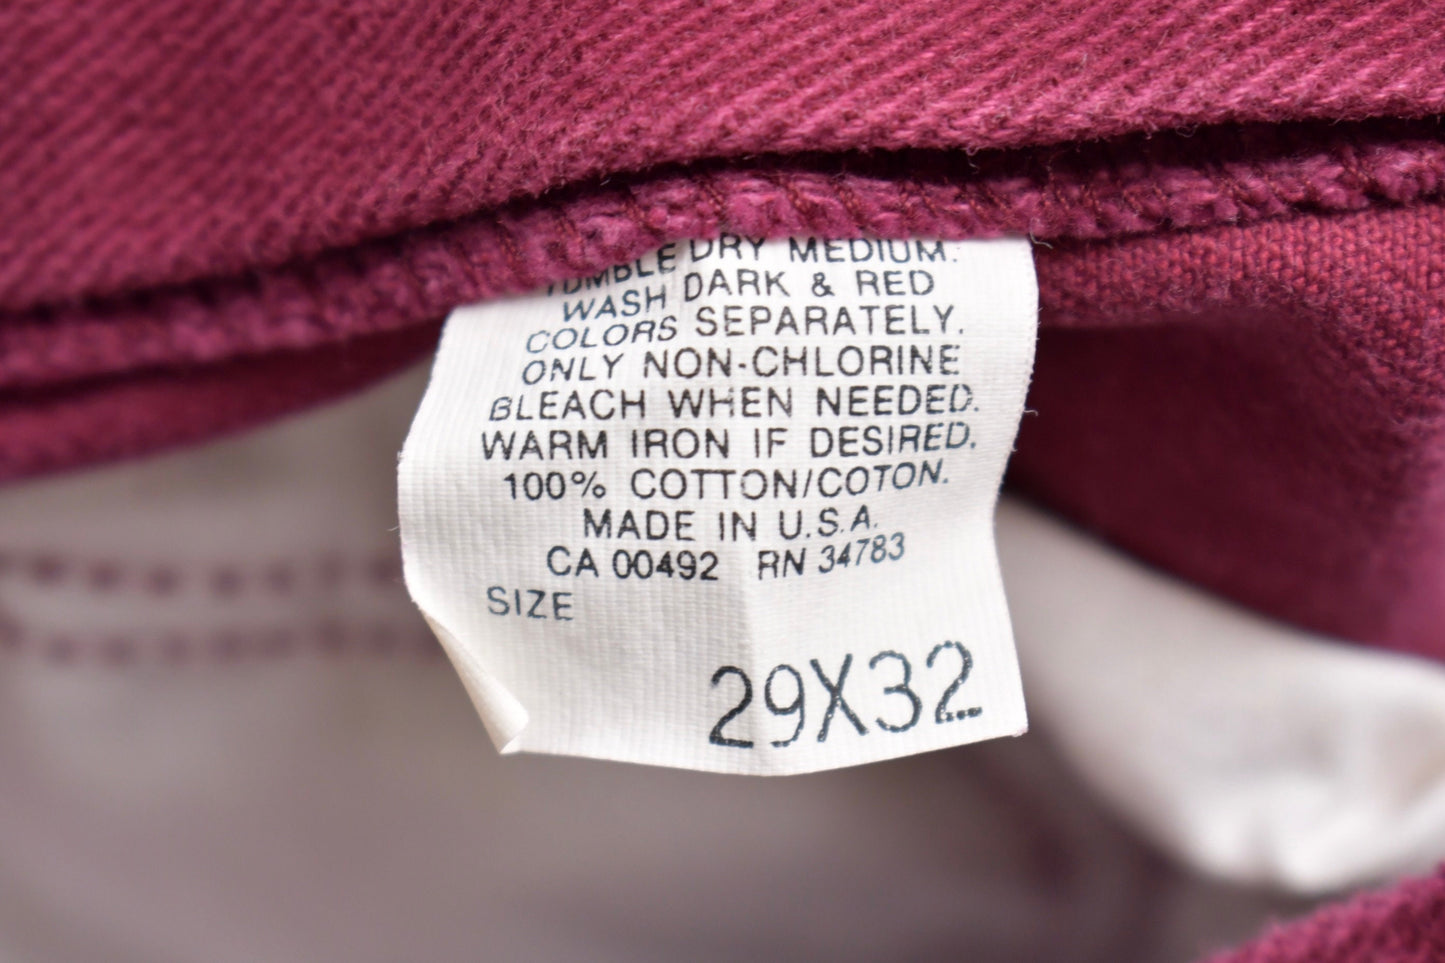 TUMBLE DRY MEDIUM.
WASH DARK & RED
COLORS SEPARATELY.
ONLY NON-CHLORINE
BLEACH WHEN NEEDED.
WARM IRON IF DESIRED.
100% COTTON/COTON.
MADE IN U.S.A.
CA 00492 RN 34783
SIZE
29X32